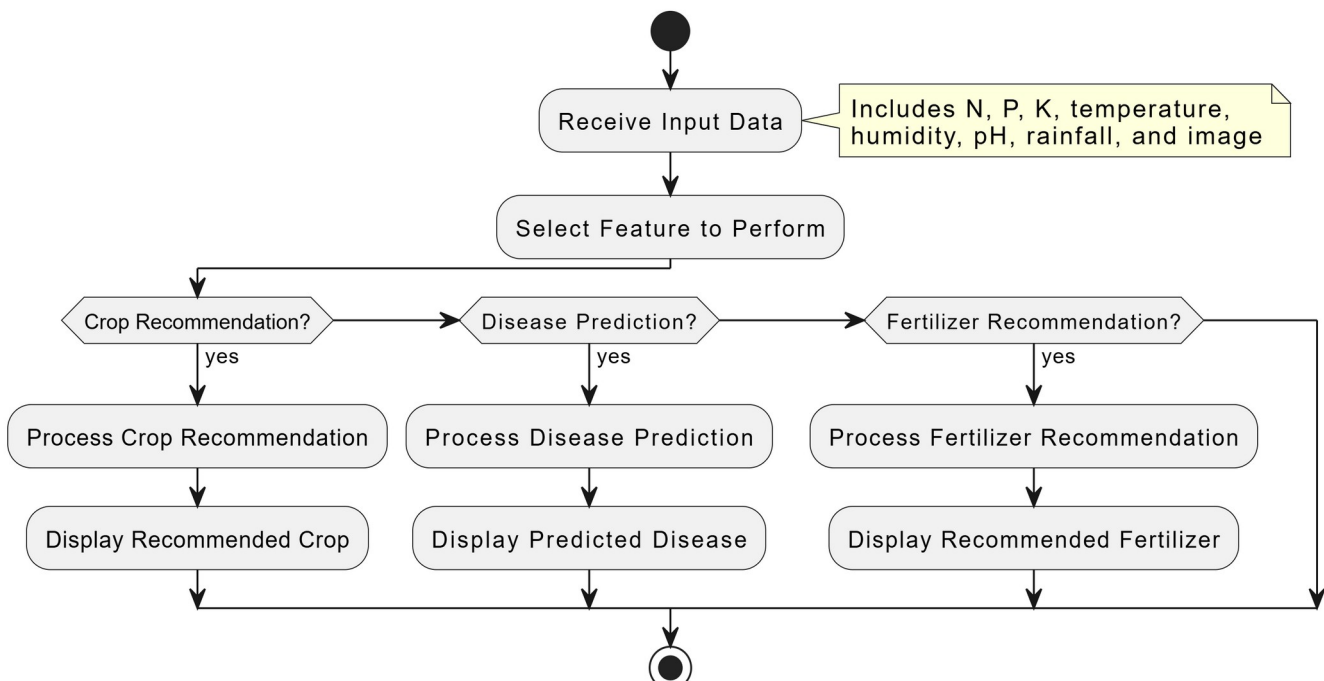 Receive Input Data
Includes N, P, K, temperature,
humidity, pH, rainfall, and image
Select Feature to Perform
Crop Recommendation?
Disease Prediction?
Fertilizer Recommendation?
yes
yes
yes
Process Crop Recommendation
Process Disease Prediction
Process Fertilizer Recommendation
Display Recommended Crop
Display Predicted Disease
Display Recommended Fertilizer